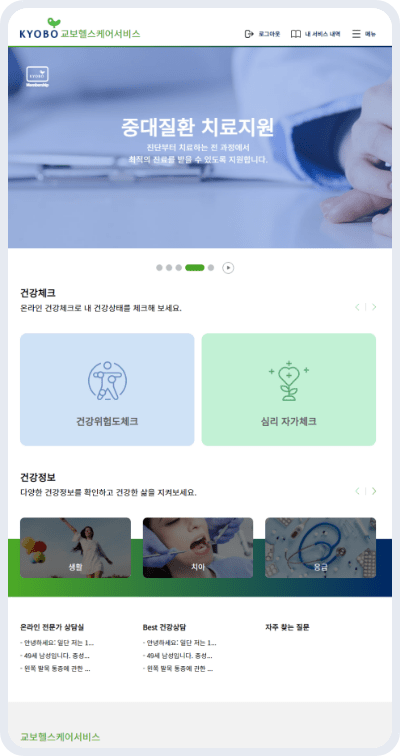 KYOBO 교보헬스케어서비스
로그아웃
내 서비스 내역
메뉴
KYOBO
Membership
중대질환 치료지원
진단부터 치료하는 전 과정에서
최적의 진료를 받을 수 있도록 지원합니다.
건강체크
온라인 건강체크로 내 건강상태를 체크해 보세요.
건강위험도체크
심리 자가체크
건강정보
다양한 건강정보를 확인하고 건강한 삶을 지켜보세요.
생활
치아
응급
온라인 전문가 상담실
- 안녕하세요: 일단 저는 1...
- 49세 남성입니다. 증상...
- 왼쪽 발목 통증에 관한 ...
Best 건강상담
- 안녕하세요: 일단 저는 1...
- 49세 남성입니다. 증상...
- 왼쪽 발목 통증에 관한 ...
자주 찾는 질문
교보헬스케어서비스